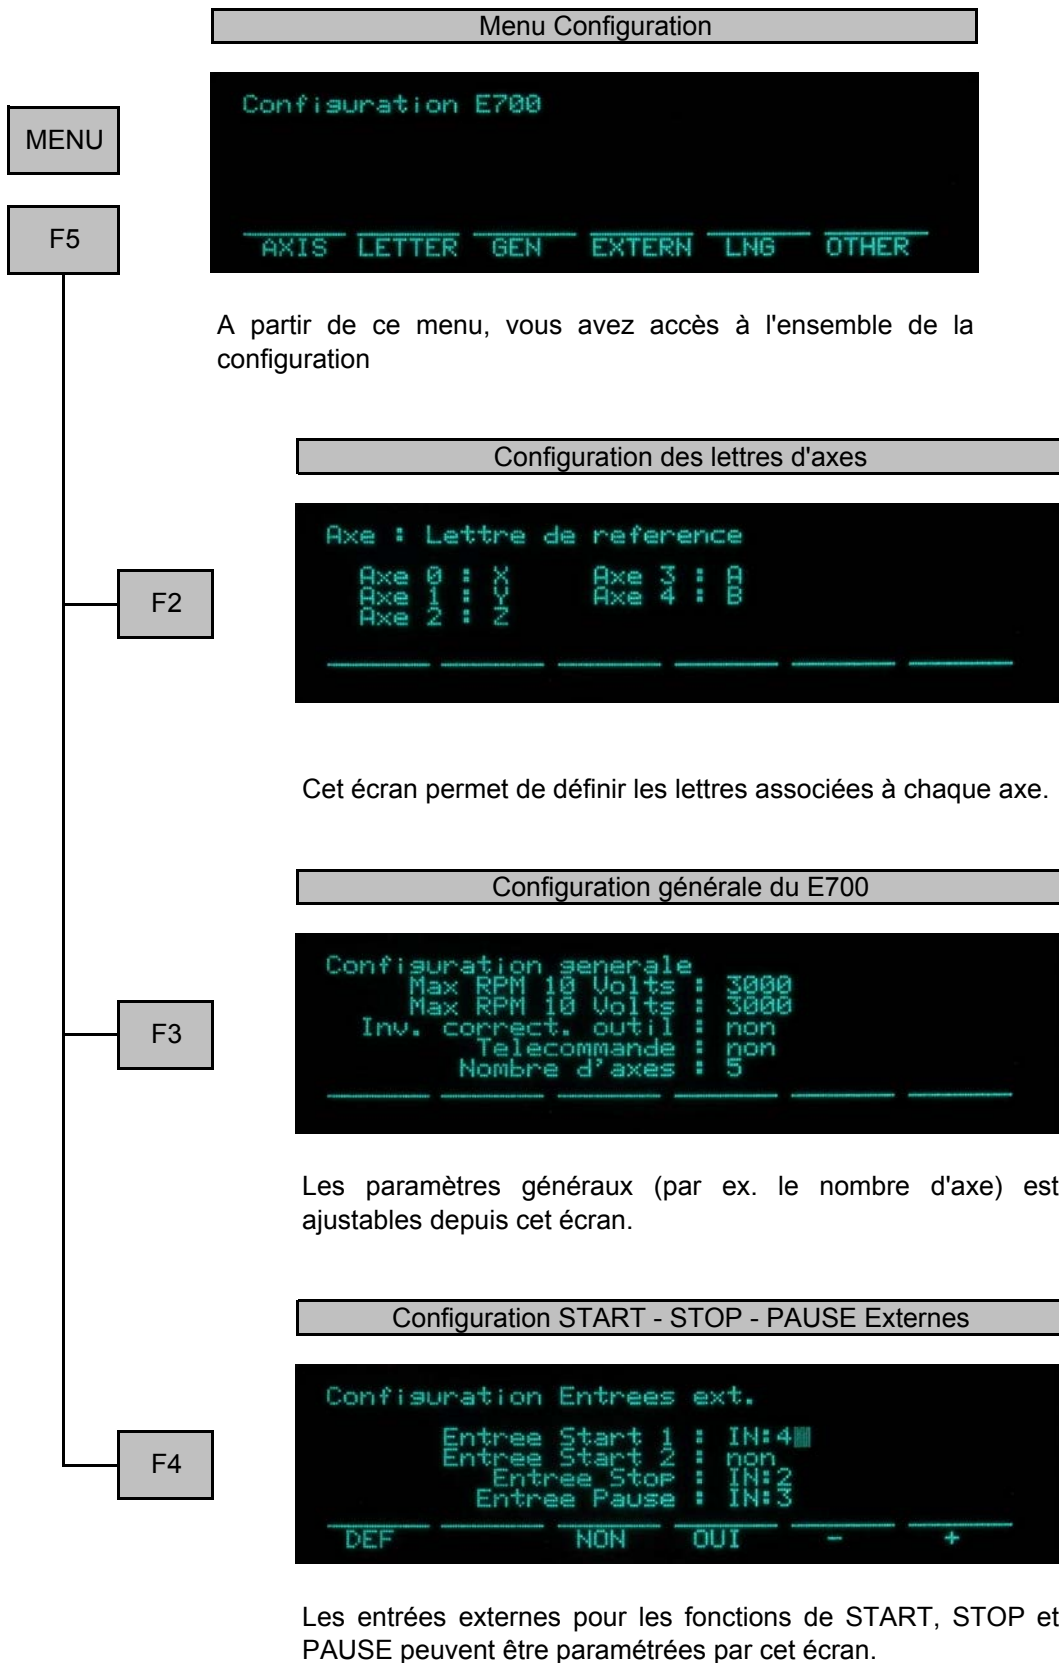 Menu Configuration
MENU
Configuration E700
F5
AXIS LETTER GEN EXTERN LNG OTHER
A partir de ce menu, vous avez accès à l'ensemble de la
configuration
Configuration des lettres d'axes
F2
Axe : Lettre de reference
Axe 0 : X Axe 3 : A
Axe 1 : Y Axe 4 : B
Axe 2 : Z
Cet écran permet de définir les lettres associées à chaque axe.
Configuration générale du E700
F3
Configuration generale
Max RPM 10 Volts : 3000
Max RPM 10 Volts : 3000
Inv. correct. outil : non
Telecommande : non
Nombre d'axes : 5
Les paramètres généraux (par ex. le nombre d'axe) est
ajustables depuis cet écran.
Configuration START - STOP - PAUSE Externes
F4
Configuration Entrees ext.
Entree Start 1 : IN:4
Entree Start 2 : non
Entree Stop : IN:2
Entree Pause : IN:3
DEF NON OUI - +
Les entrées externes pour les fonctions de START, STOP et
PAUSE peuvent être paramétrées par cet écran.